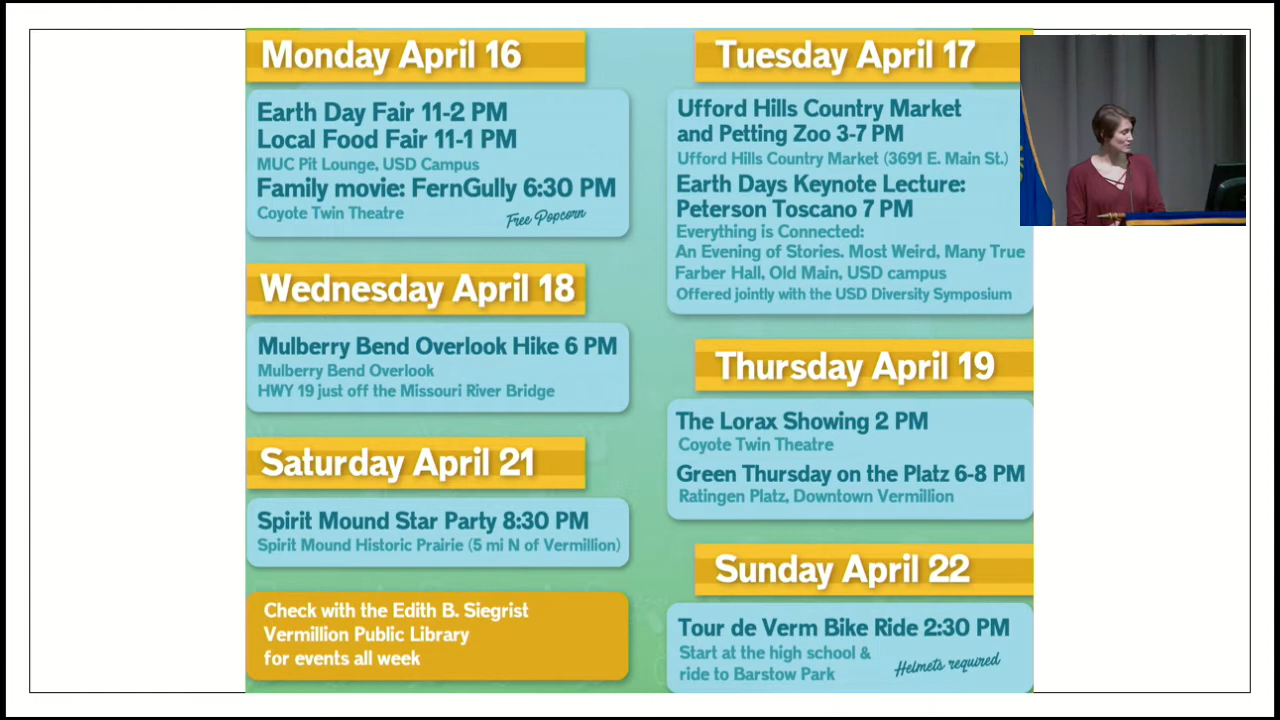 Monday April 16
Earth Day Fair 11-2 PM
Local Food Fair 11-1 PM
MUC Pit Lounge, USD Campus
Family movie: FernGully 6:30 PM
Coyote Twin Theatre
Free Popcorn
Tuesday April 17
Ufford Hills Country Market
and Petting Zoo 3-7 PM
Ufford Hills Country Market (3691 E. Main St.)
Earth Days Keynote Lecture:
Peterson Toscano 7 PM
Everything is Connected:
An Evening of Stories. Most Weird, Many True
Farber Hall, Old Main, USD campus
Offered jointly with the USD Diversity Symposium
Wednesday April 18
Mulberry Bend Overlook Hike 6 PM
Mulberry Bend Overlook
HWY 19 just off the Missouri River Bridge
Thursday April 19
The Lorax Showing 2 PM
Coyote Twin Theatre
Green Thursday on the Platz 6-8 PM
Ratingen Platz, Downtown Vermillion
Saturday April 21
Spirit Mound Star Party 8:30 PM
Spirit Mound Historic Prairie (5 mi N of Vermillion)
Sunday April 22
Tour de Verm Bike Ride 2:30 PM
Start at the high school &
ride to Barstow Park
Helmets required
Check with the Edith B. Siegrist
Vermillion Public Library
for events all week